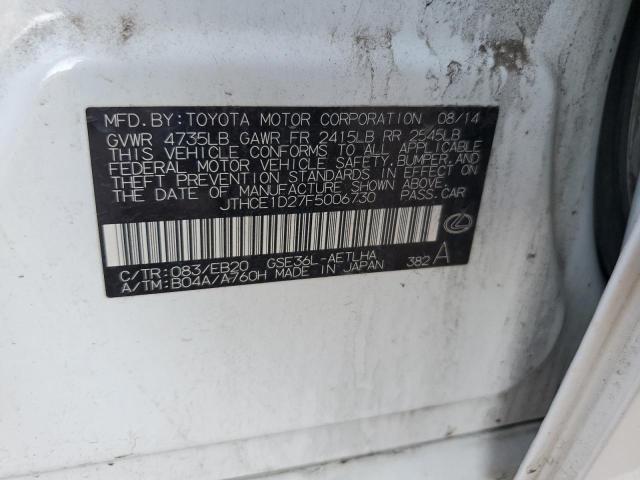 MFD. BY: TOYOTA MOTOR CORPORATION 08/14
GVWR 4735LB GAWR FR 2415LB RR 2545LB
THIS VEHICLE CONFORMS TO ALL APPLICABLE
FEDERAL MOTOR VEHICLE SAFETY, BUMPER, AND
THEFT PREVENTION STANDARDS IN EFFECT ON
THE DATE OF MANUFACTURE SHOWN ABOVE.
JTHCE1D27F5006730 PASS.CAR
C/TR: 083/EB20 GSE36L-AETLHA 382 A
A/TM: B04A/A760H MADE IN JAPAN